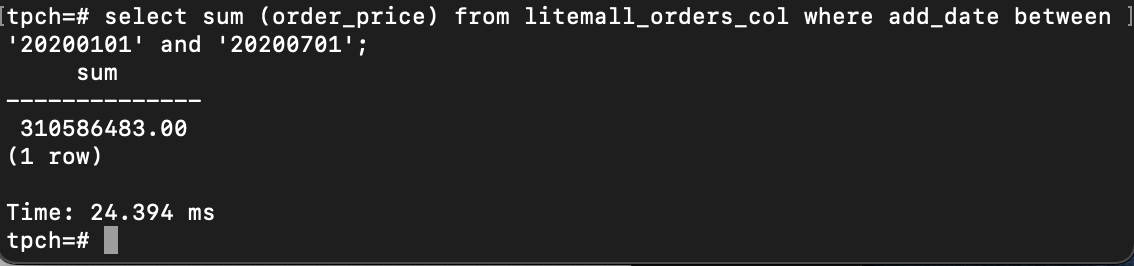 [tpch=# select sum (order_price) from litemall_orders_col where add_date between ]
'20200101' and '20200701';
sum
--------------
310586483.00
(1 row)
Time: 24.394 ms
tpch=#